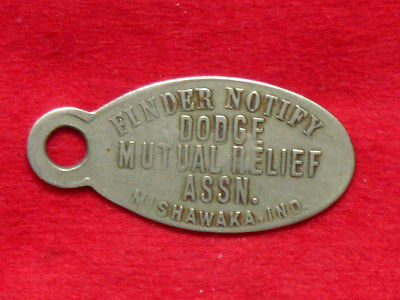 FINDER NOTIFY
DODGE
MUTUAL RELIEF
ASSN.
MISHAWAKA, IND.